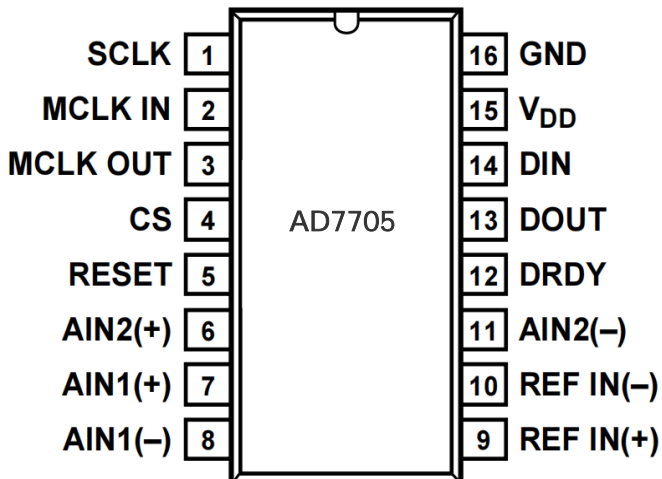 SCLK 1 16 GND
MCLK IN 2 15 VDD
MCLK OUT 3 14 DIN
CS 4 AD7705 13 DOUT
RESET 5 12 DRDY
AIN2(+) 6 11 AIN2(–)
AIN1(+) 7 10 REF IN(–)
AIN1(–) 8 9 REF IN(+)